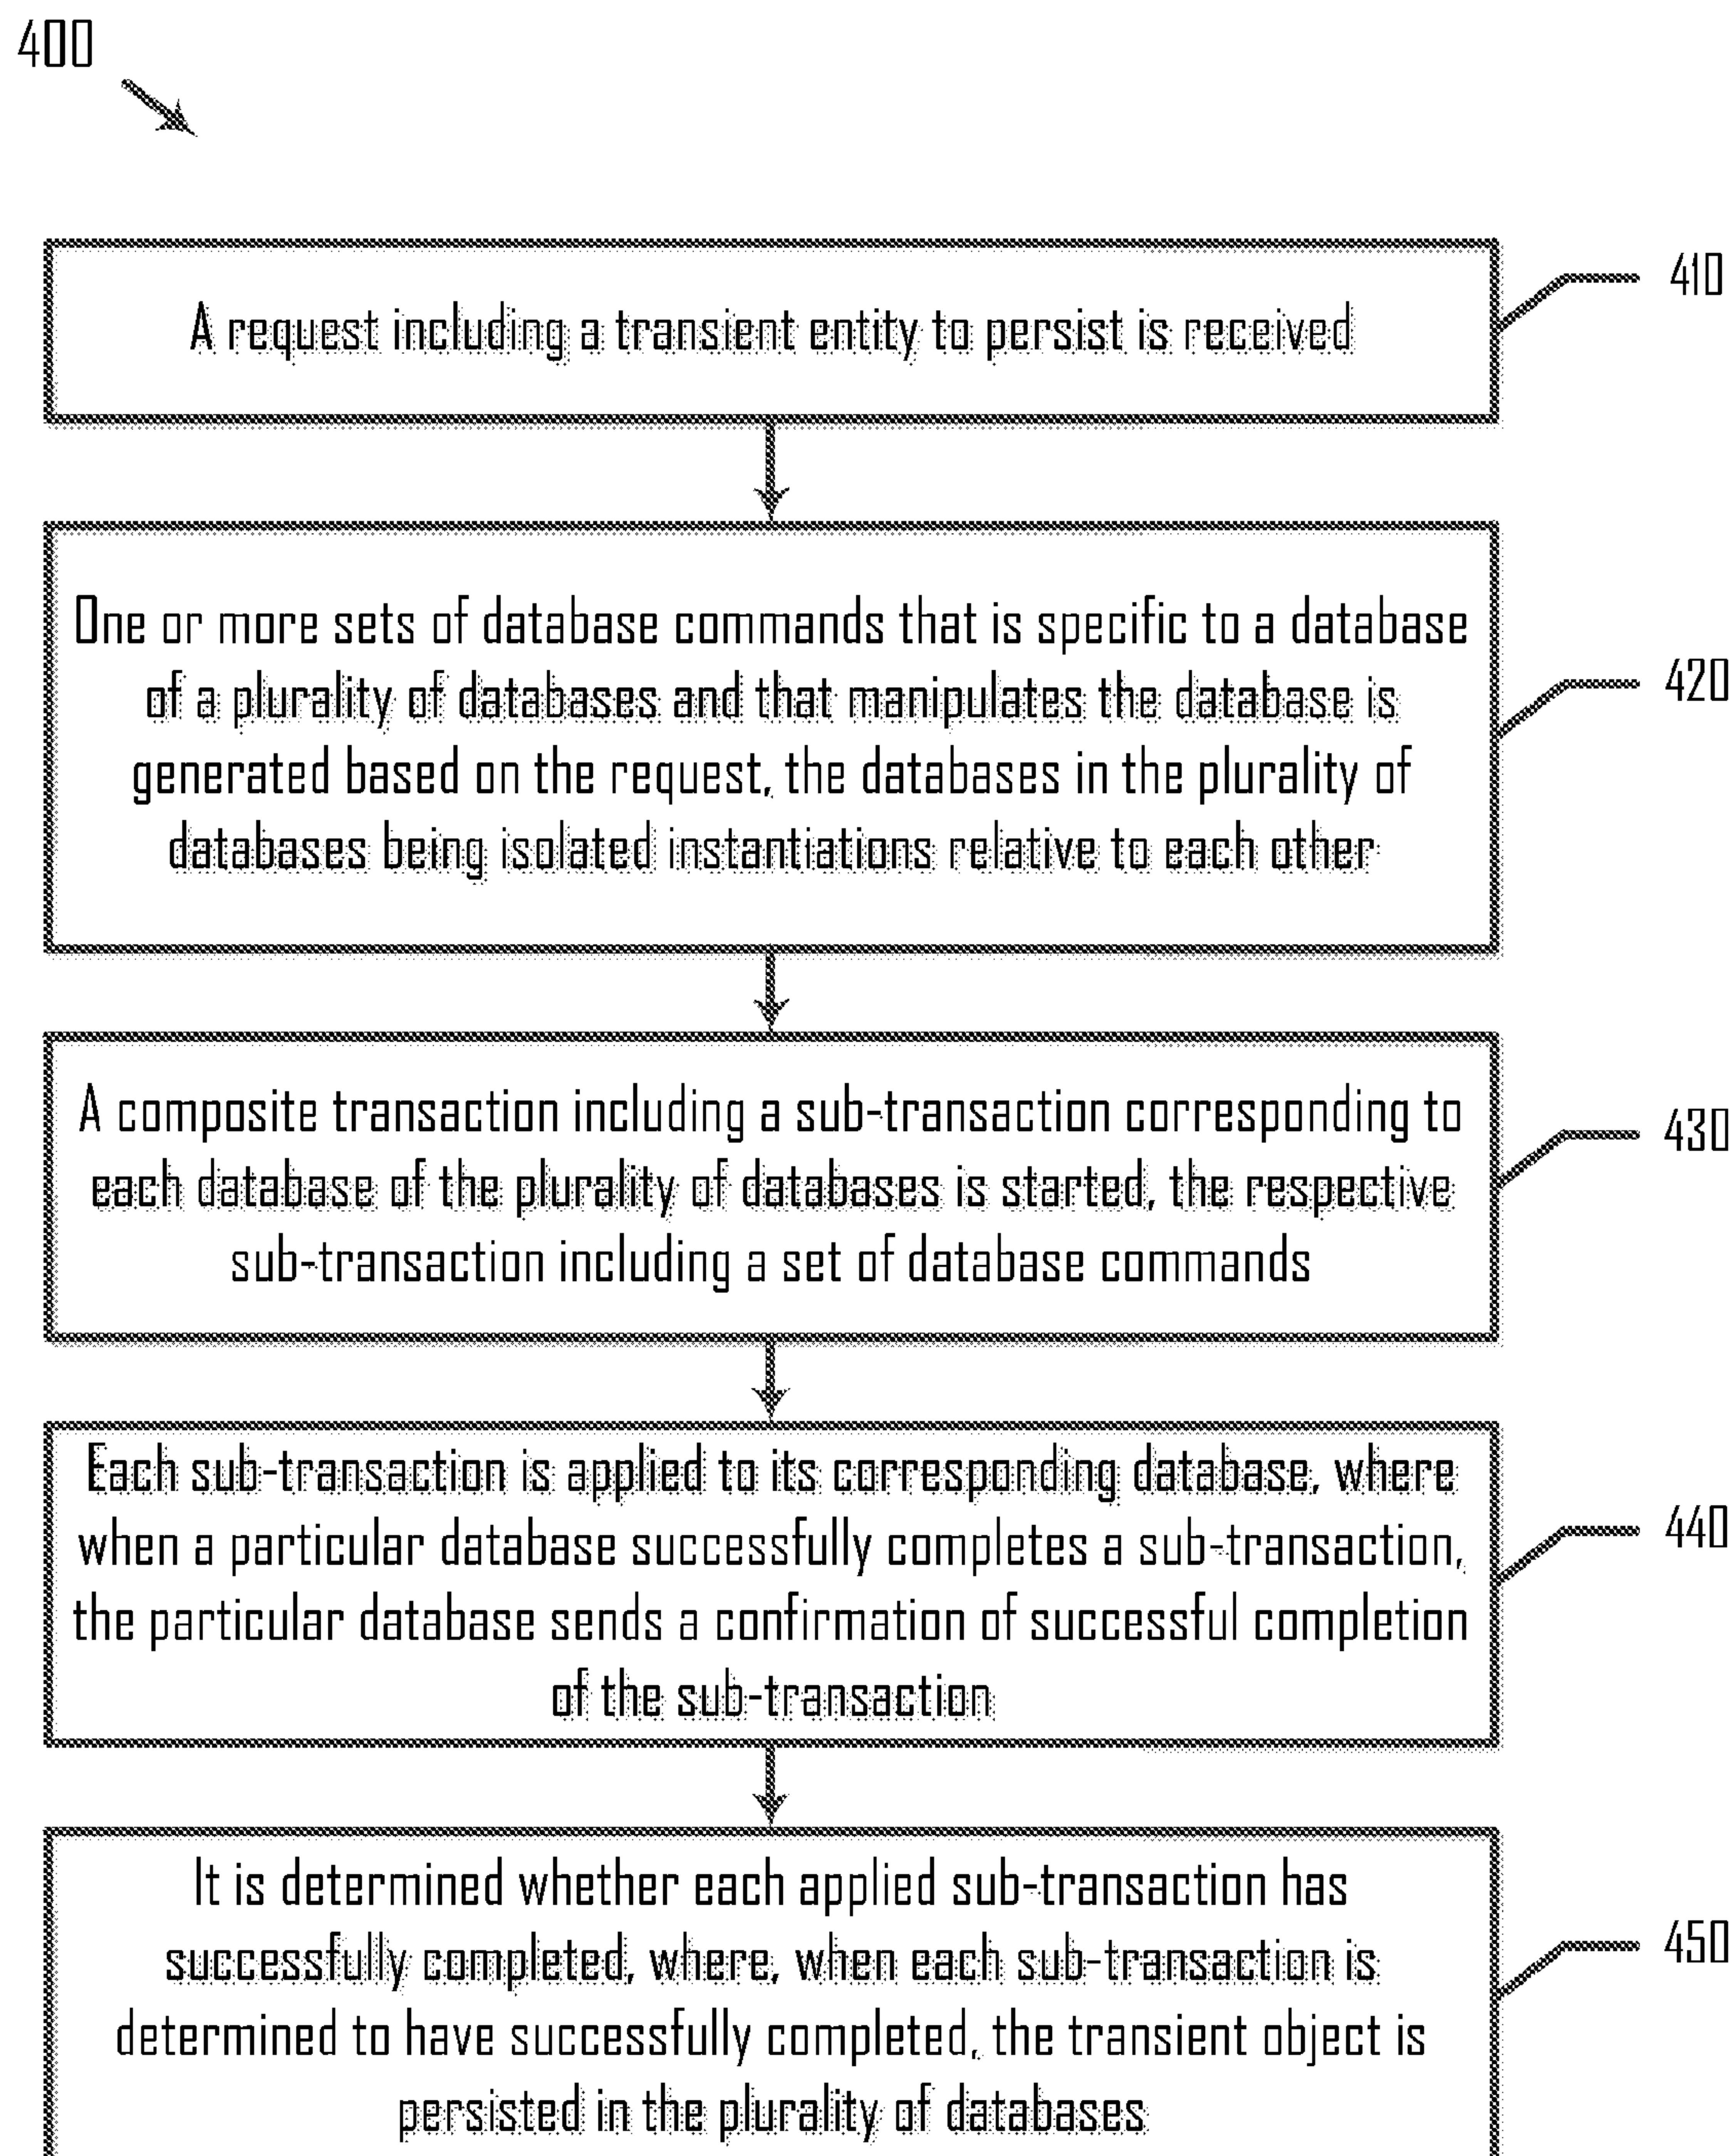 400
A request including a transient entity to persist is received
410
One or more sets of database commands that is specific to a database
of a plurality of databases and that manipulates the database is
generated based on the request, the databases in the plurality of
databases being isolated instantiations relative to each other
420
A composite transaction including a sub-transaction corresponding to
each database of the plurality of databases is started, the respective
sub-transaction including a set of database commands
430
Each sub-transaction is applied to its corresponding database, where
when a particular database successfully completes a sub-transaction,
the particular database sends a confirmation of successful completion
of the sub-transaction
440
It is determined whether each applied sub-transaction has
successfully completed, where, when each sub-transaction is
determined to have successfully completed, the transient object is
persisted in the plurality of databases
450